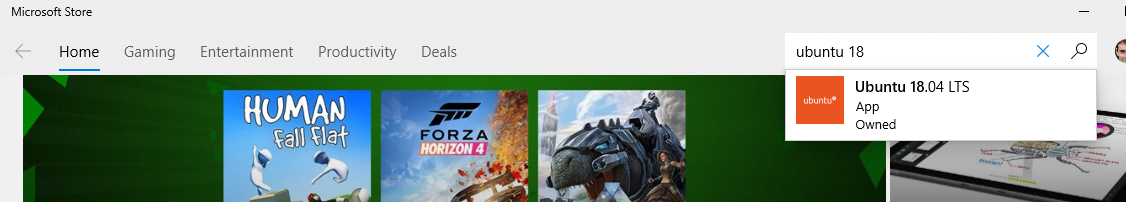 Microsoft Store
Home Gaming Entertainment Productivity Deals
ubuntu 18
ubuntu®
Ubuntu 18.04 LTS
App
Owned
HUMAN
fall flat
FORZA
HORIZON 4